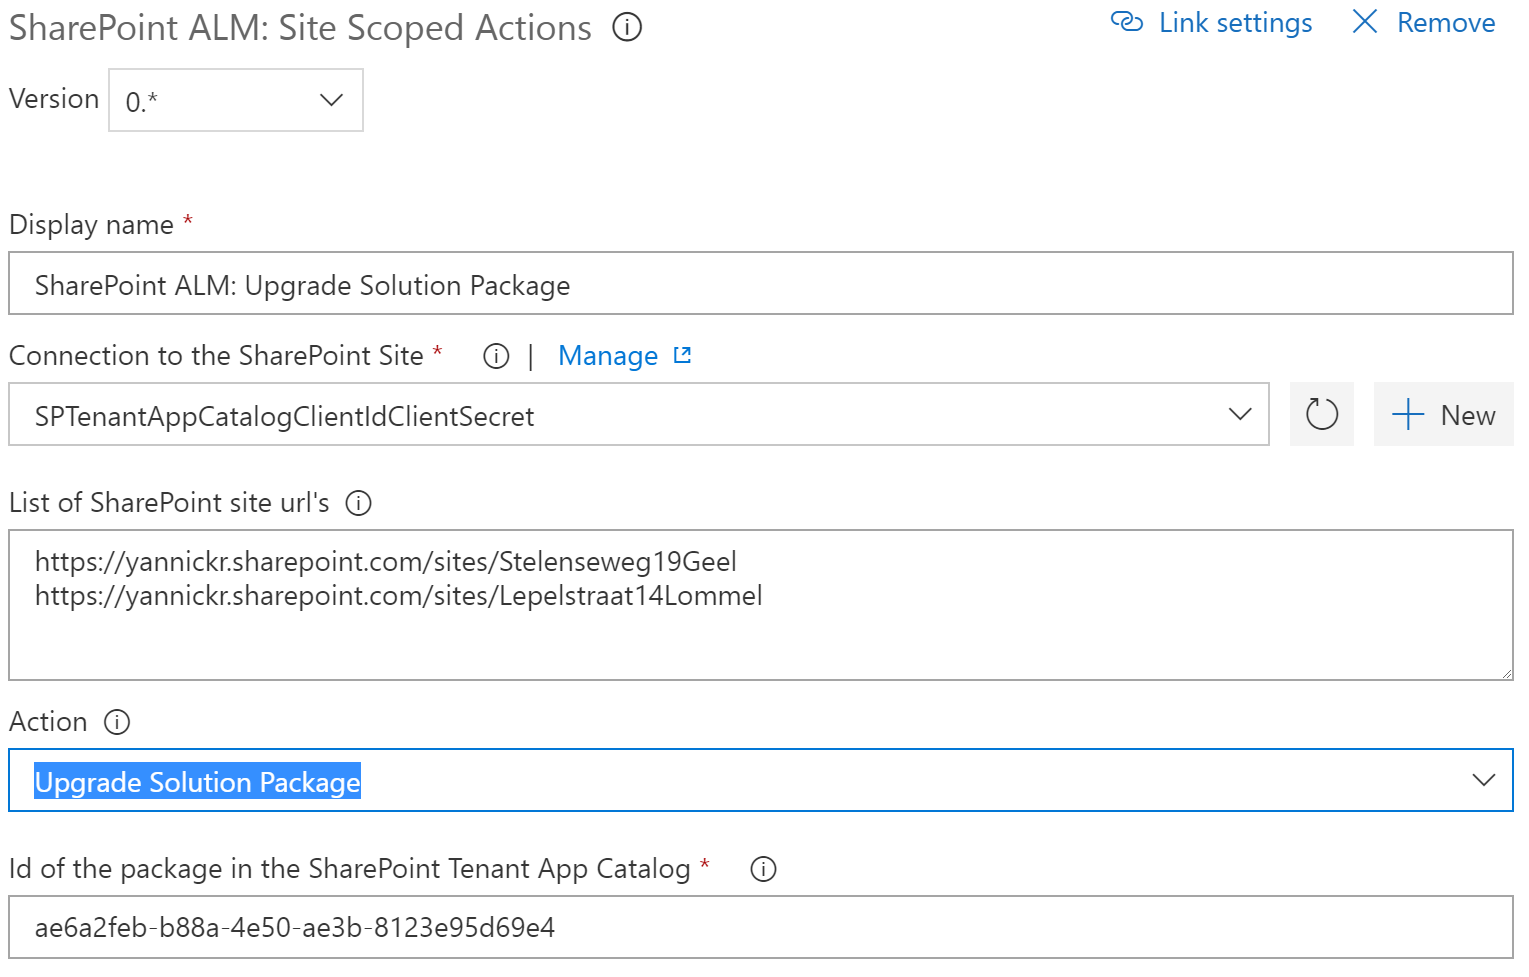 SharePoint ALM: Site Scoped Actions
Link settings
Remove
Version
0.*
Display name *
SharePoint ALM: Upgrade Solution Package
Connection to the SharePoint Site * | Manage
SPTenantAppCatalogClientIdClientSecret
New
List of SharePoint site url's
https://yannickr.sharepoint.com/sites/Stelenseweg19Geel
https://yannickr.sharepoint.com/sites/Lepelstraat14Lommel
Action
Upgrade Solution Package
Id of the package in the SharePoint Tenant App Catalog *
ae6a2feb-b88a-4e50-ae3b-8123e95d69e4